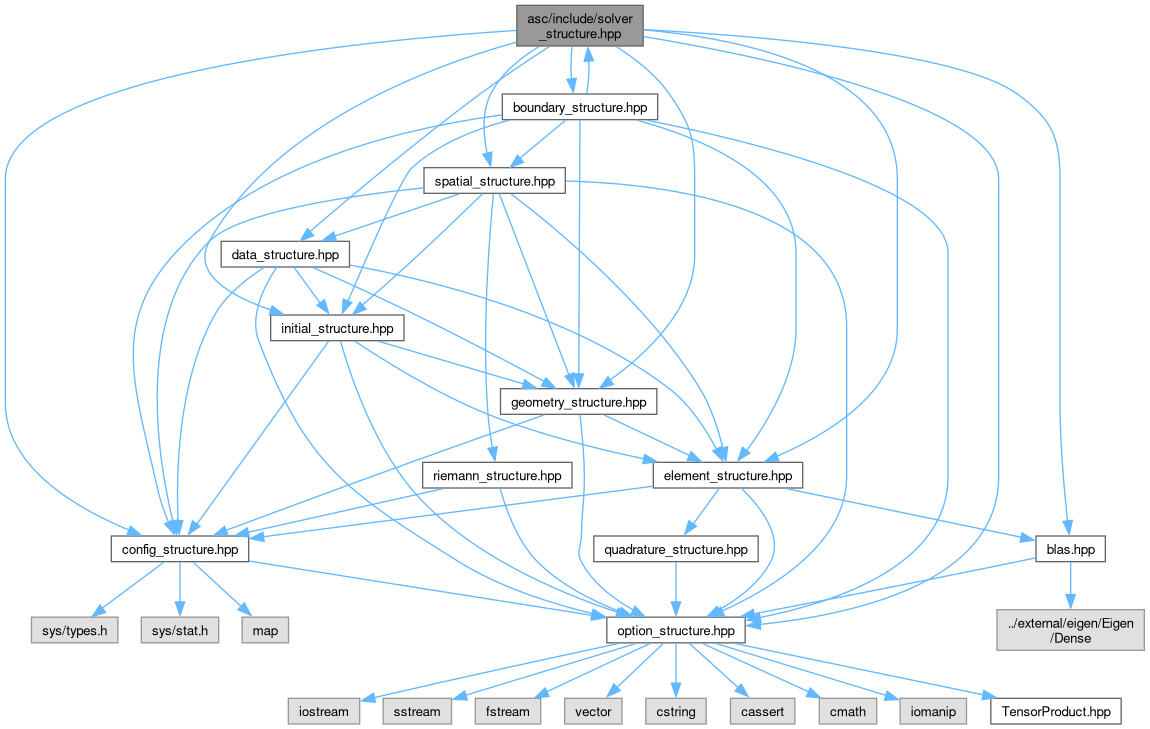 asc/include/solver
_structure.hpp
boundary_structure.hpp
spatial_structure.hpp
data_structure.hpp
initial_structure.hpp
geometry_structure.hpp
riemann_structure.hpp
element_structure.hpp
config_structure.hpp
quadrature_structure.hpp
blas.hpp
sys/types.h
sys/stat.h
map
option_structure.hpp
../external/eigen/Eigen
/Dense
iostream
sstream
fstream
vector
cstring
cassert
cmath
iomanip
TensorProduct.hpp